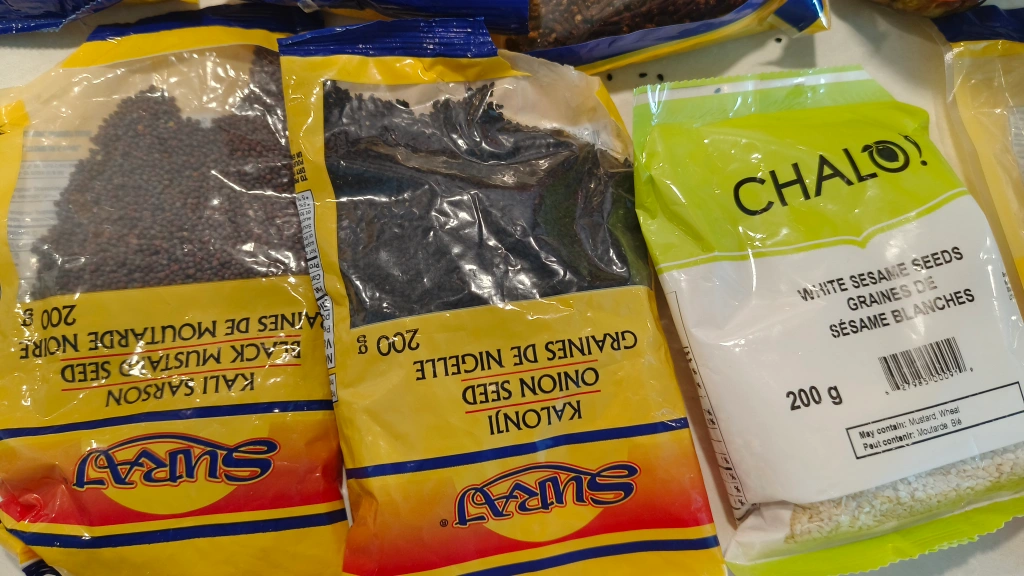 SURAJ
KALI SARSON
BLACK MUSTARD SEED
GRAINES DE MOUTARDE NOIRE
200 g
SURAJ®
KALONJI
ONION SEED
GRAINES DE NIGELLE
200 g
CHALO!
WHITE SESAME SEEDS
GRAINES DE
SÉSAME BLANCHES
200 g
May contain: Mustard, Wheat
Peut contenir: Moutarde, Blé